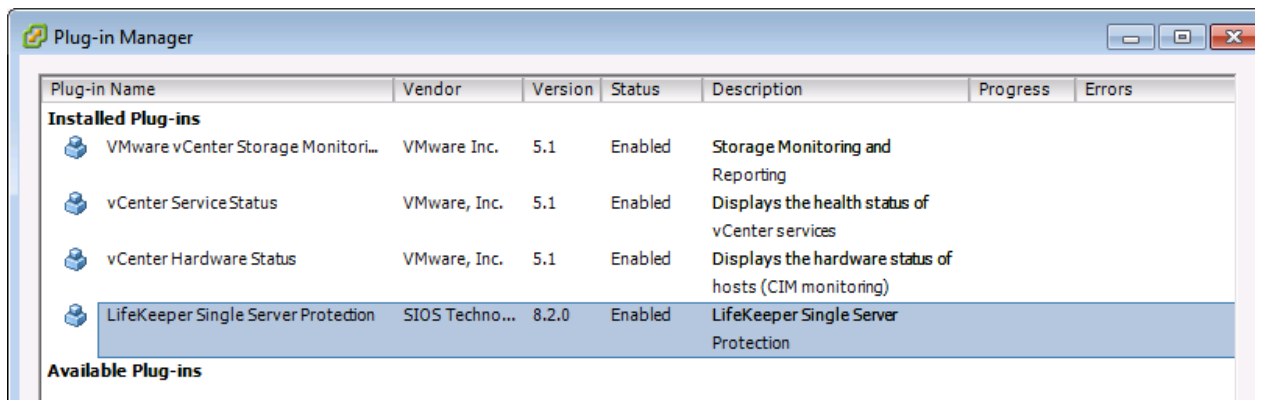 Plug-in Manager
Plug-in Name Vendor Version Status Description Progress Errors
Installed Plug-ins
VMware vCenter Storage Monitori... VMware Inc. 5.1 Enabled Storage Monitoring and
Reporting
vCenter Service Status VMware, Inc. 5.1 Enabled Displays the health status of
vCenter services
vCenter Hardware Status VMware, Inc. 5.1 Enabled Displays the hardware status of
hosts (CIM monitoring)
LifeKeeper Single Server Protection SIOS Techno... 8.2.0 Enabled LifeKeeper Single Server
Protection
Available Plug-ins